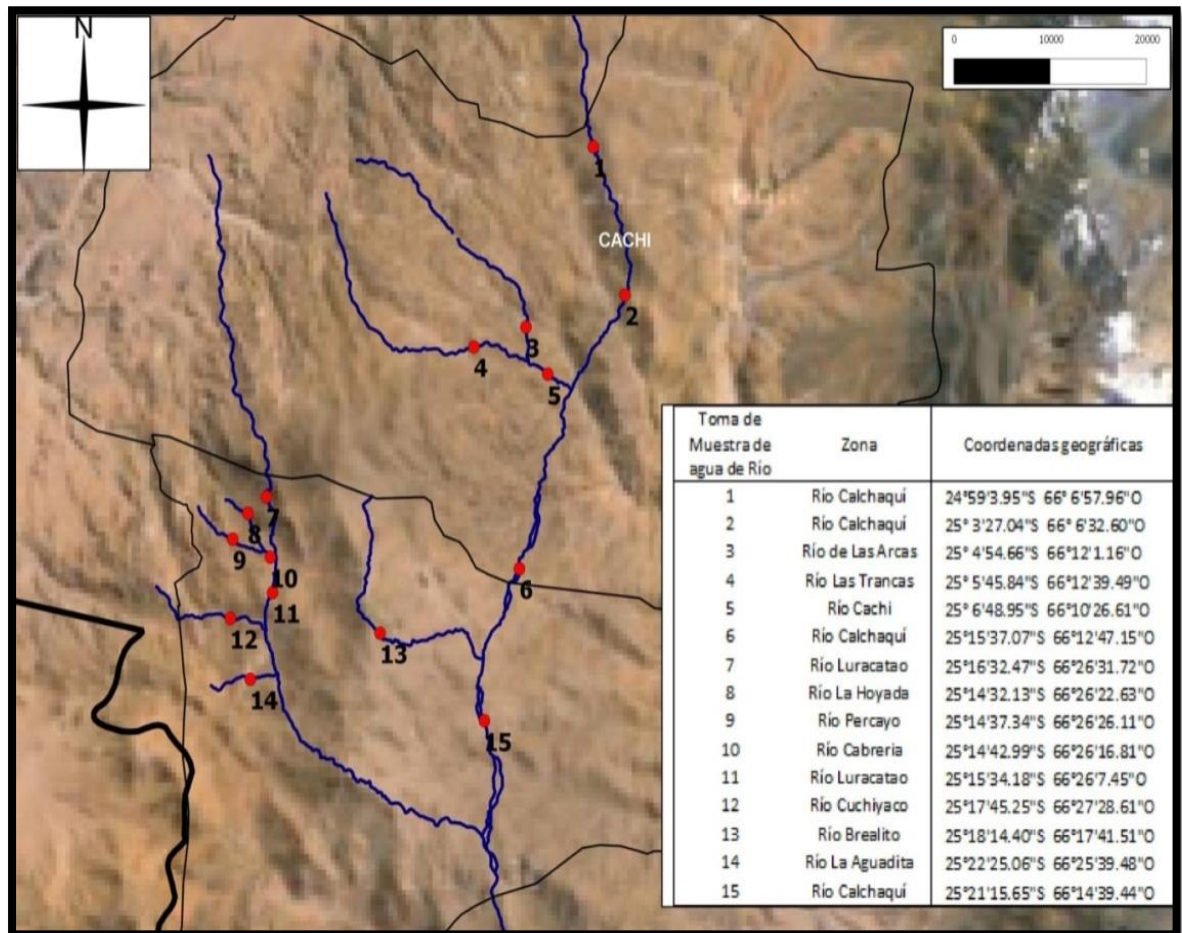 N
0 10000 20000
1
CACHI
2
3
4
5
6
7
8
9
10
11
12
13
14
15
Toma de Muestra de agua de Río Zona Coordenadas geográficas
1 Río Calchaquí 24°59'3.95"S 66° 6'57.96"O
2 Río Calchaquí 25° 3'27.04"S 66° 6'32.60"O
3 Río de Las Arcas 25° 4'54.66"S 66°12'1.16"O
4 Río Las Trancas 25° 5'45.84"S 66°12'39.49"O
5 Río Cachi 25° 6'48.95"S 66°10'26.61"O
6 Río Calchaquí 25°15'37.07"S 66°12'47.15"O
7 Río Luracatao 25°16'32.47"S 66°26'31.72"O
8 Río La Hoyada 25°14'32.13"S 66°26'22.63"O
9 Río Percayo 25°14'37.34"S 66°26'26.11"O
10 Río Cabreria 25°14'42.99"S 66°26'16.81"O
11 Río Luracatao 25°15'34.18"S 66°26'7.45"O
12 Río Cuchiyaco 25°17'45.25"S 66°27'28.61"O
13 Río Brealito 25°18'14.40"S 66°17'41.51"O
14 Río La Aguadita 25°22'25.06"S 66°25'39.48"O
15 Río Calchaquí 25°21'15.65"S 66°14'39.44"O